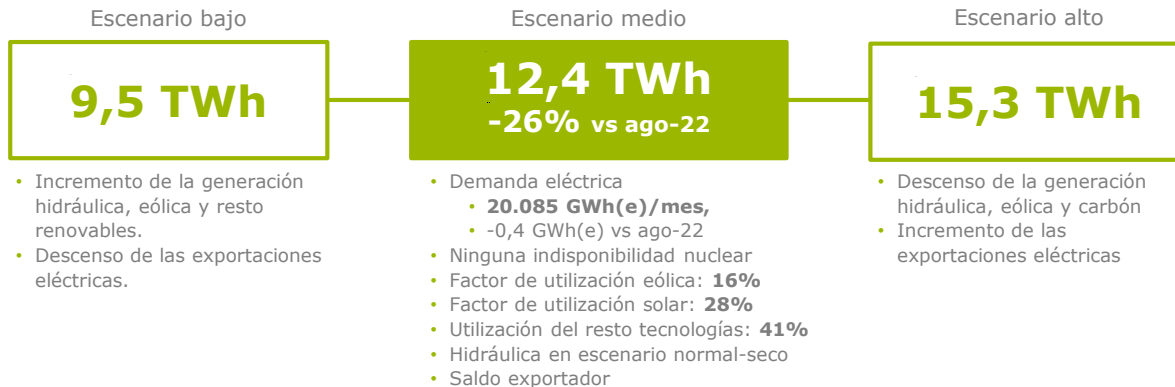 Escenario bajo
9,5 TWh
• Incremento de la generación
hidráulica, eólica y resto
renovables.
• Descenso de las exportaciones
eléctricas.
Escenario medio
12,4 TWh
-26% vs ago-22
• Demanda eléctrica
• 20.085 GWh(e)/mes,
• -0,4 GWh(e) vs ago-22
• Ninguna indisponibilidad nuclear
• Factor de utilización eólica: 16%
• Factor de utilización solar: 28%
• Utilización del resto tecnologías: 41%
• Hidráulica en escenario normal-seco
• Saldo exportador
Escenario alto
15,3 TWh
• Descenso de la generación
hidráulica, eólica y carbón
• Incremento de las
exportaciones eléctricas